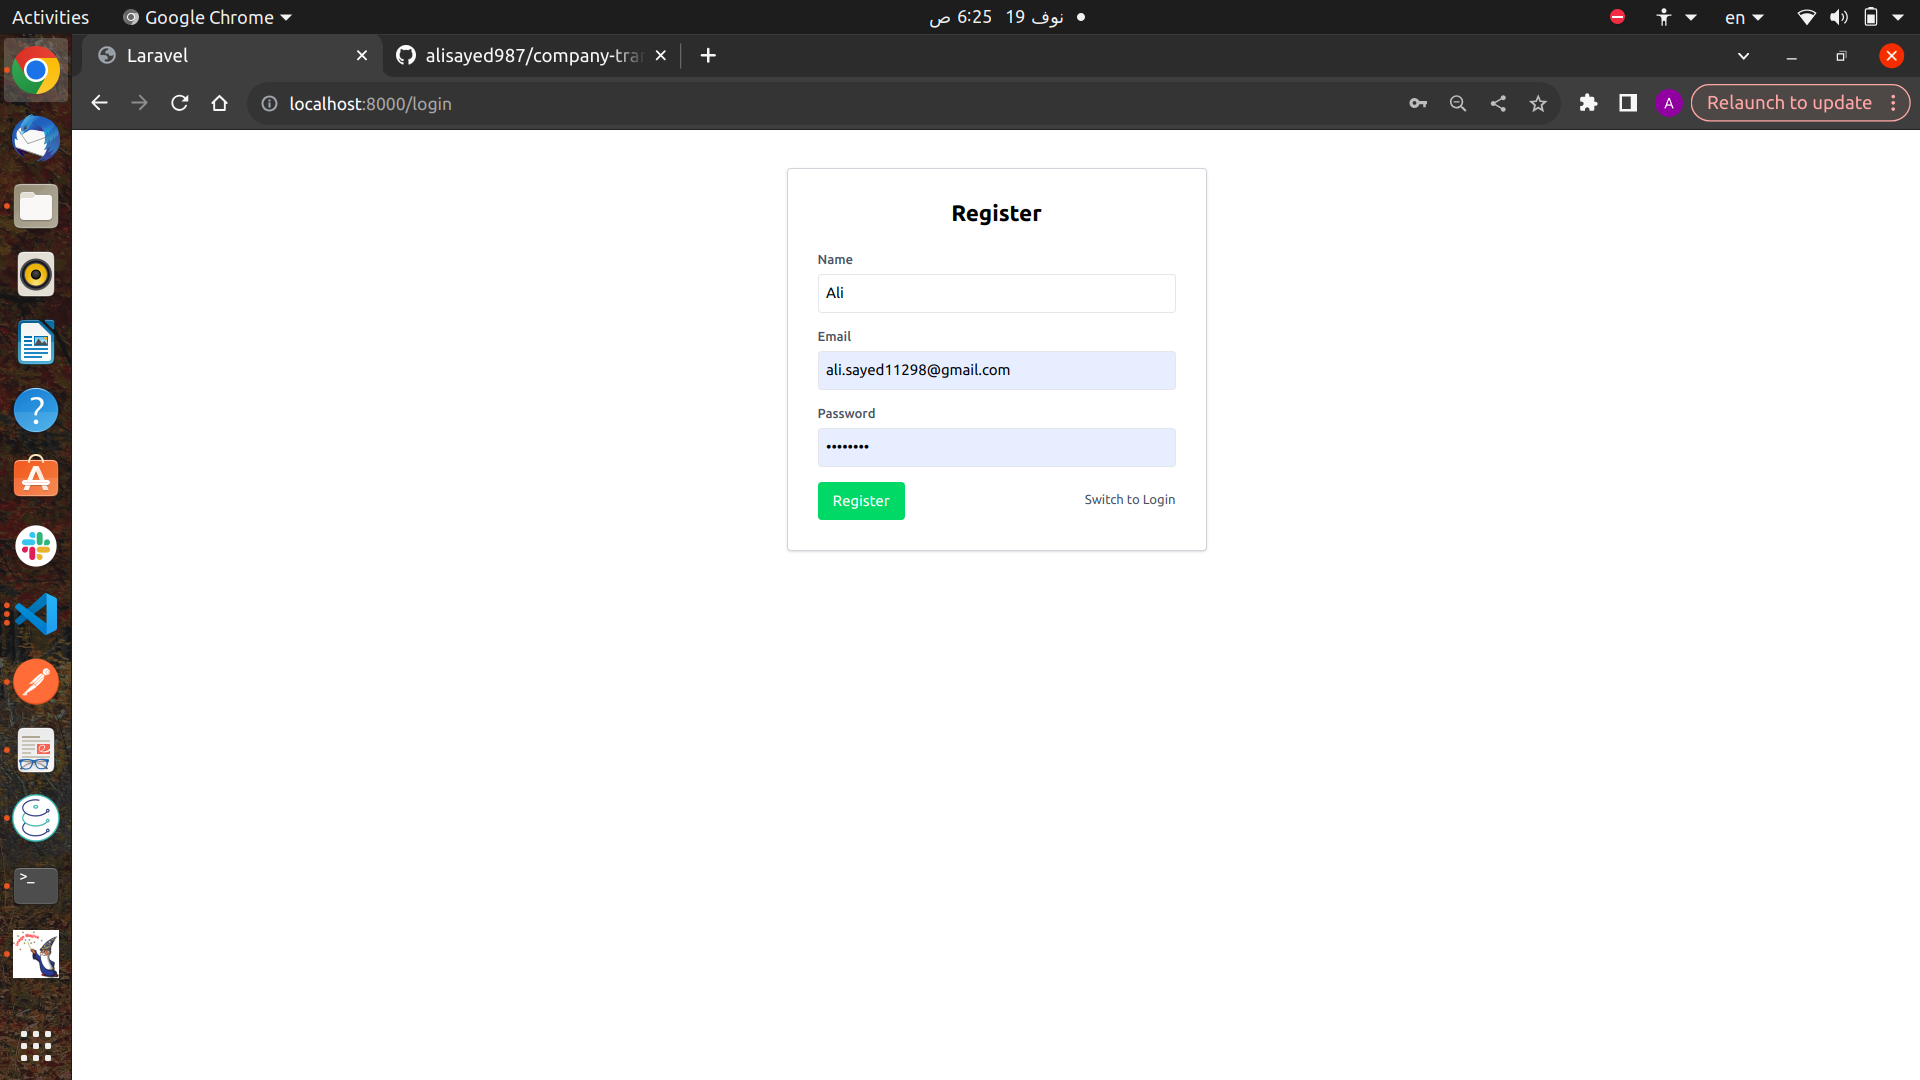 Activities
Google Chrome
نوف 19 6:25 ص
en
Laravel
alisayed987/company-tra
localhost:8000/login
A
Relaunch to update
Register
Name
Ali
Email
ali.sayed11298@gmail.com
Password
••••••••
Register
Switch to Login